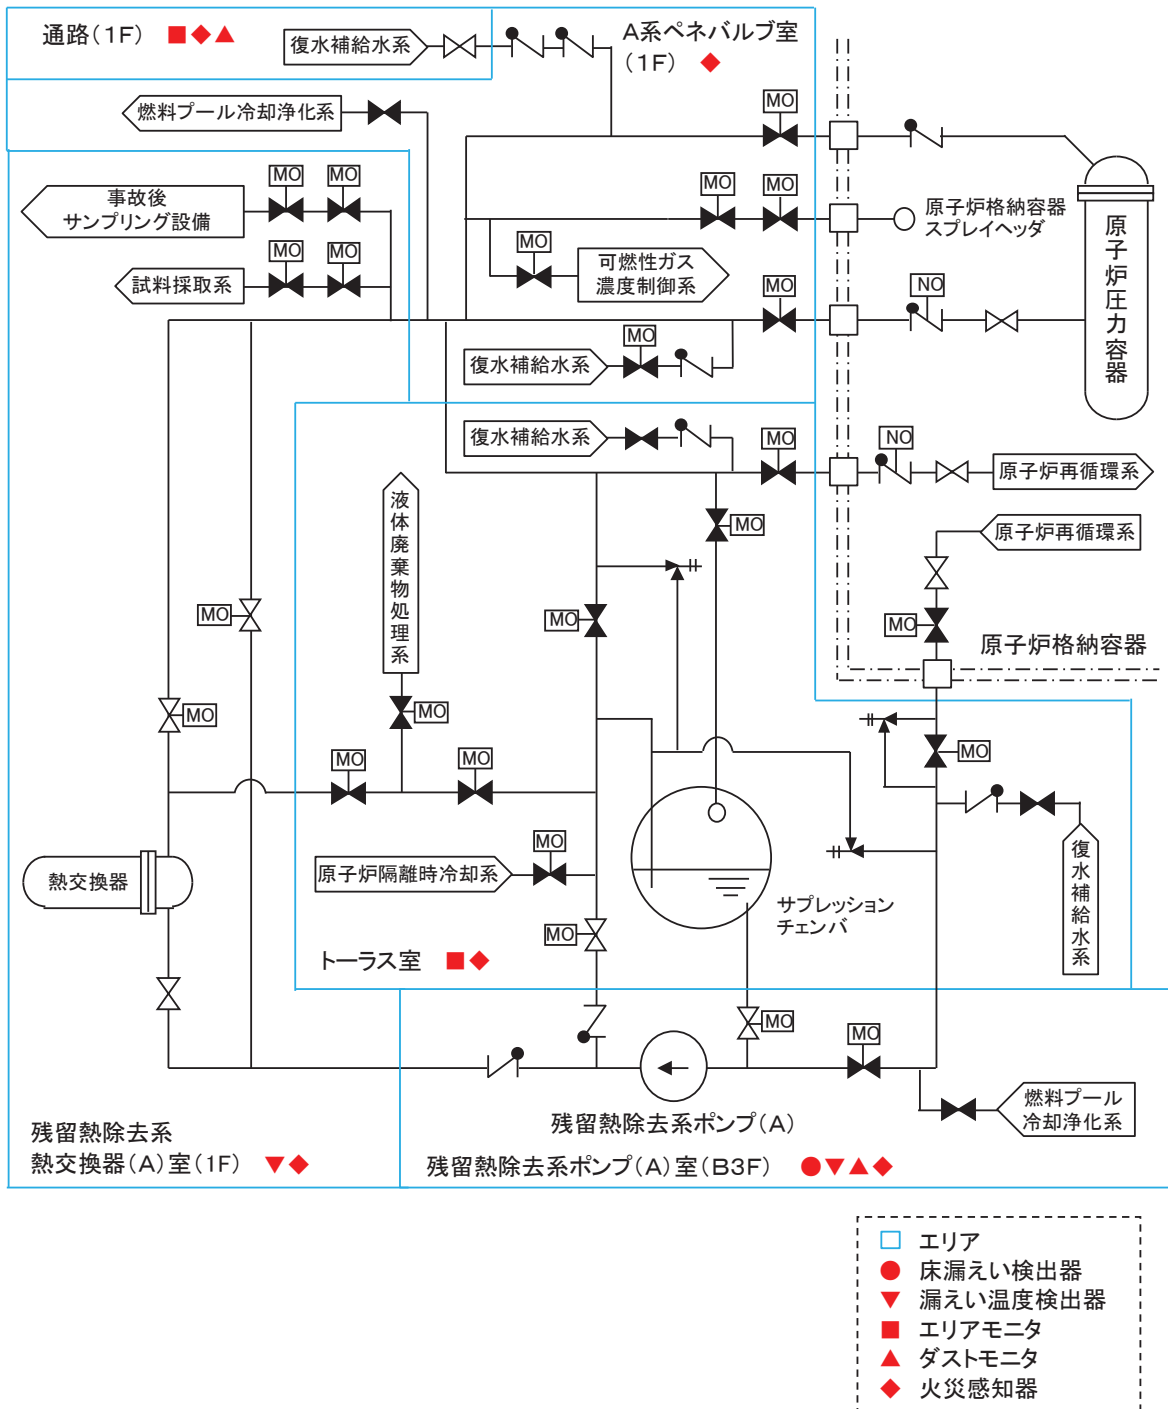 通路(1F)
復水補給水系
A系ペネバルブ室
(1F)
燃料プール冷却浄化系
MO
事故後
サンプリング設備
MO
MO
MO
MO
原子炉格納容器
スプレイヘッダ
原子炉圧力容器
MO
可燃性ガス
濃度制御系
試料採取系
MO
MO
MO
NO
復水補給水系
MO
復水補給水系
MO
NO
原子炉再循環系
液体廃棄物処理系
MO
原子炉再循環系
MO
MO
MO
原子炉格納容器
MO
MO
MO
MO
MO
熱交換器
原子炉隔離時冷却系
MO
サプレッション
チェンバ
復水補給水系
トーラス室
MO
MO
MO
残留熱除去系ポンプ(A)
燃料プール
冷却浄化系
残留熱除去系
熱交換器(A)室(1F)
残留熱除去系ポンプ(A)室(B3F)
エリア
床漏えい検出器
漏えい温度検出器
エリアモニタ
ダストモニタ
火災感知器